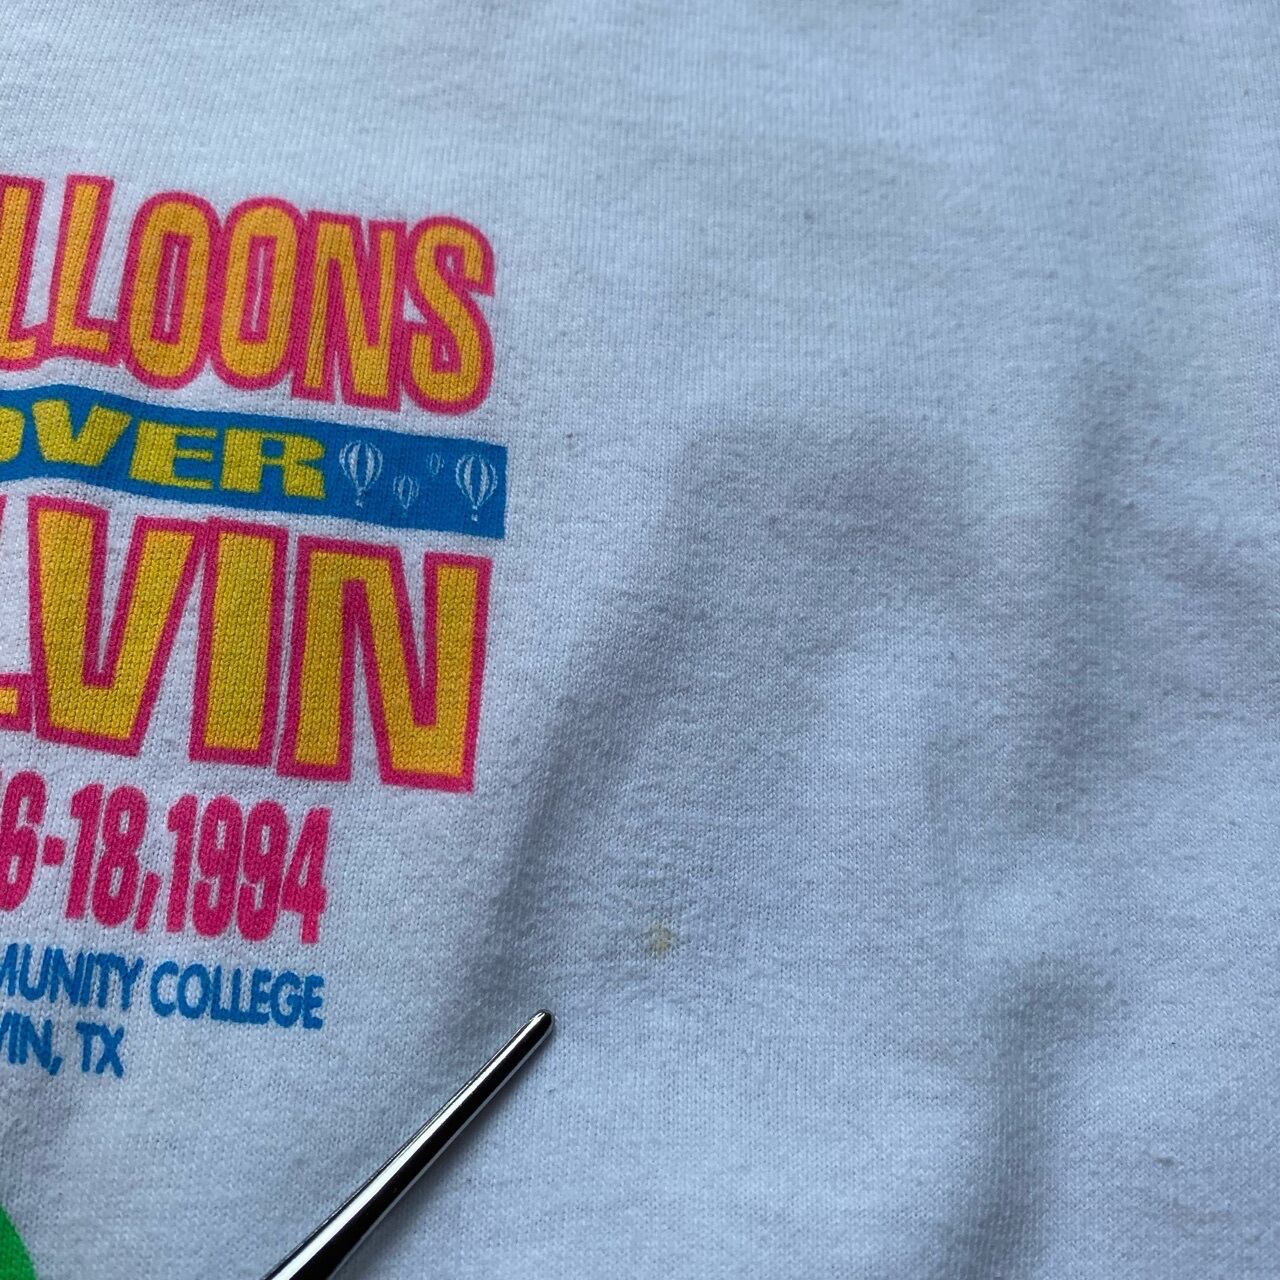 LLOONS
OVER
LVIN
6-18,1994
MUNITY COLLEGE
VIN, TX